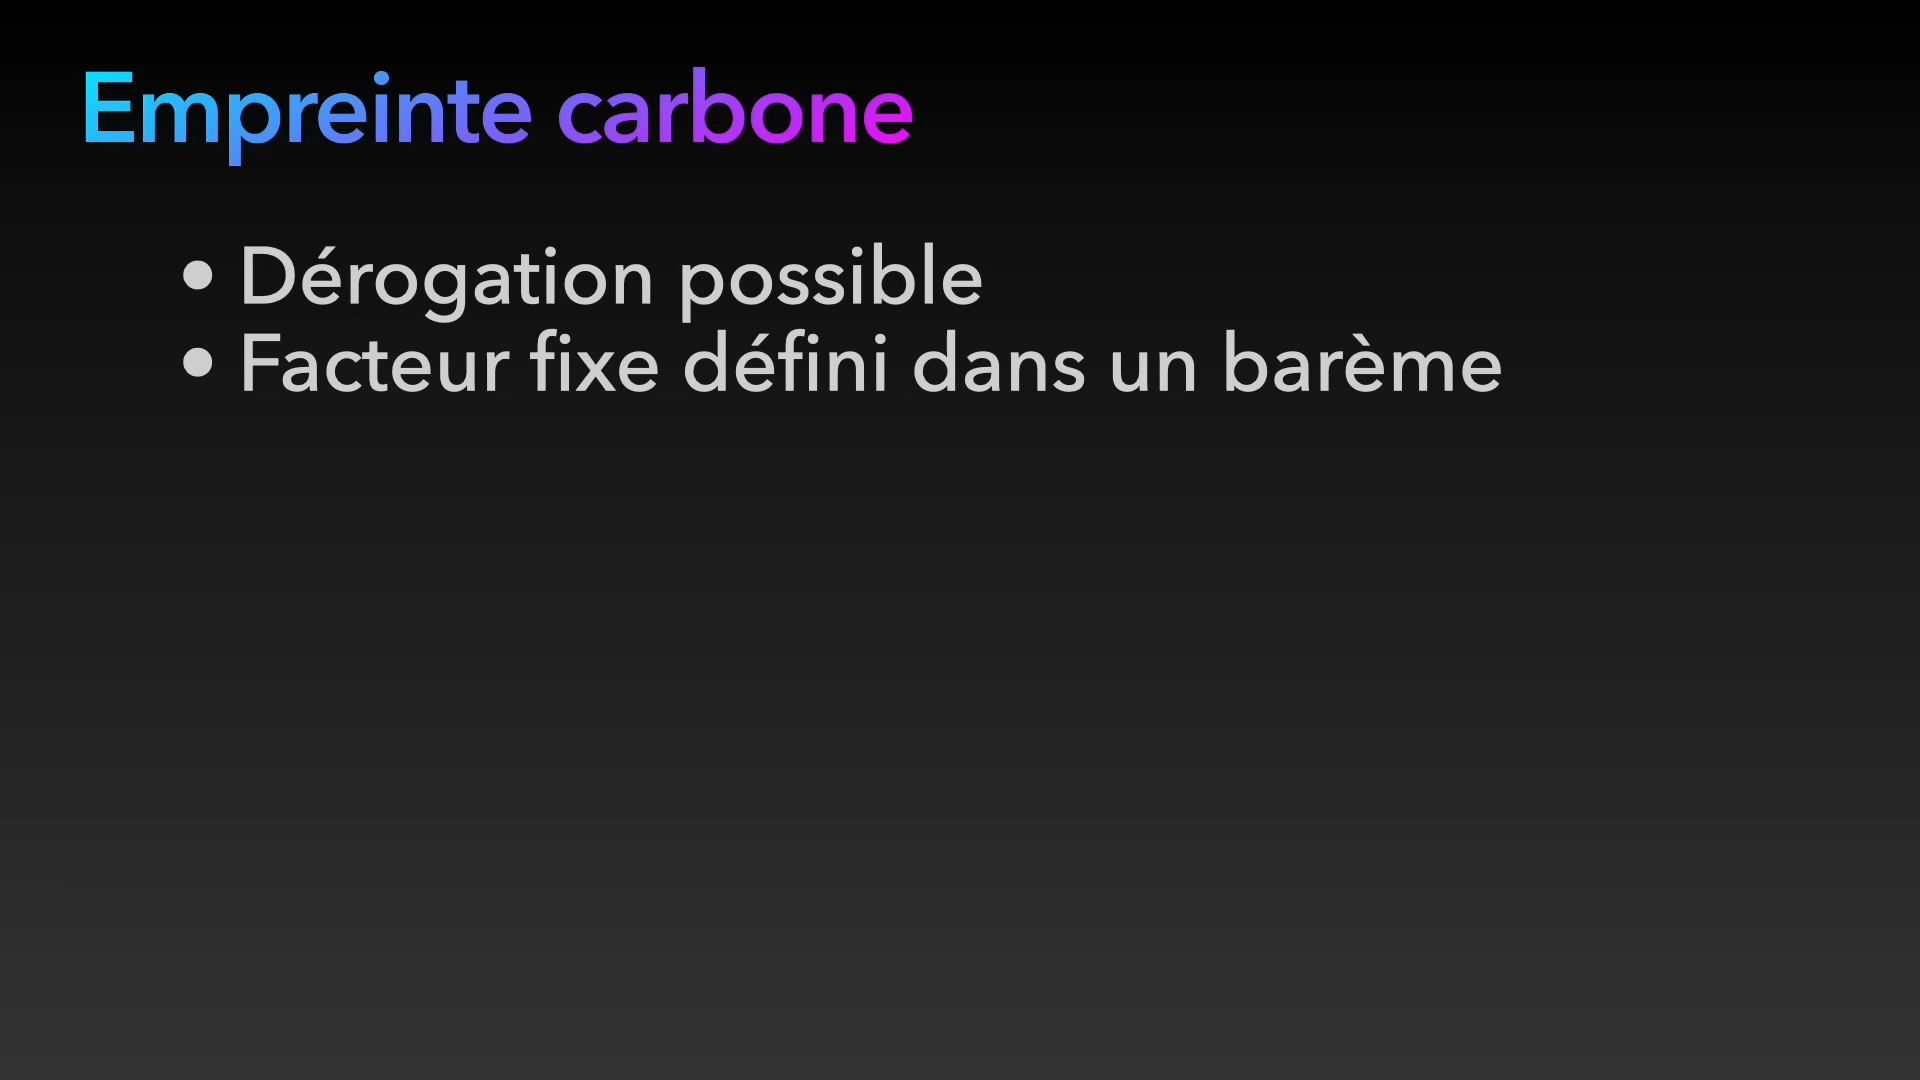 Empreinte carbone
• Dérogation possible
• Facteur fixe défini dans un barème